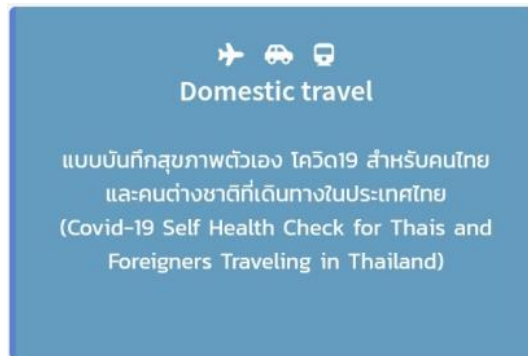 Domestic travel
แบบบันทึกสุขภาพตัวเอง โควิด19 สำหรับคนไทย
และคนต่างชาติที่เดินทางในประเทศไทย
(Covid-19 Self Health Check for Thais and
Foreigners Traveling in Thailand)